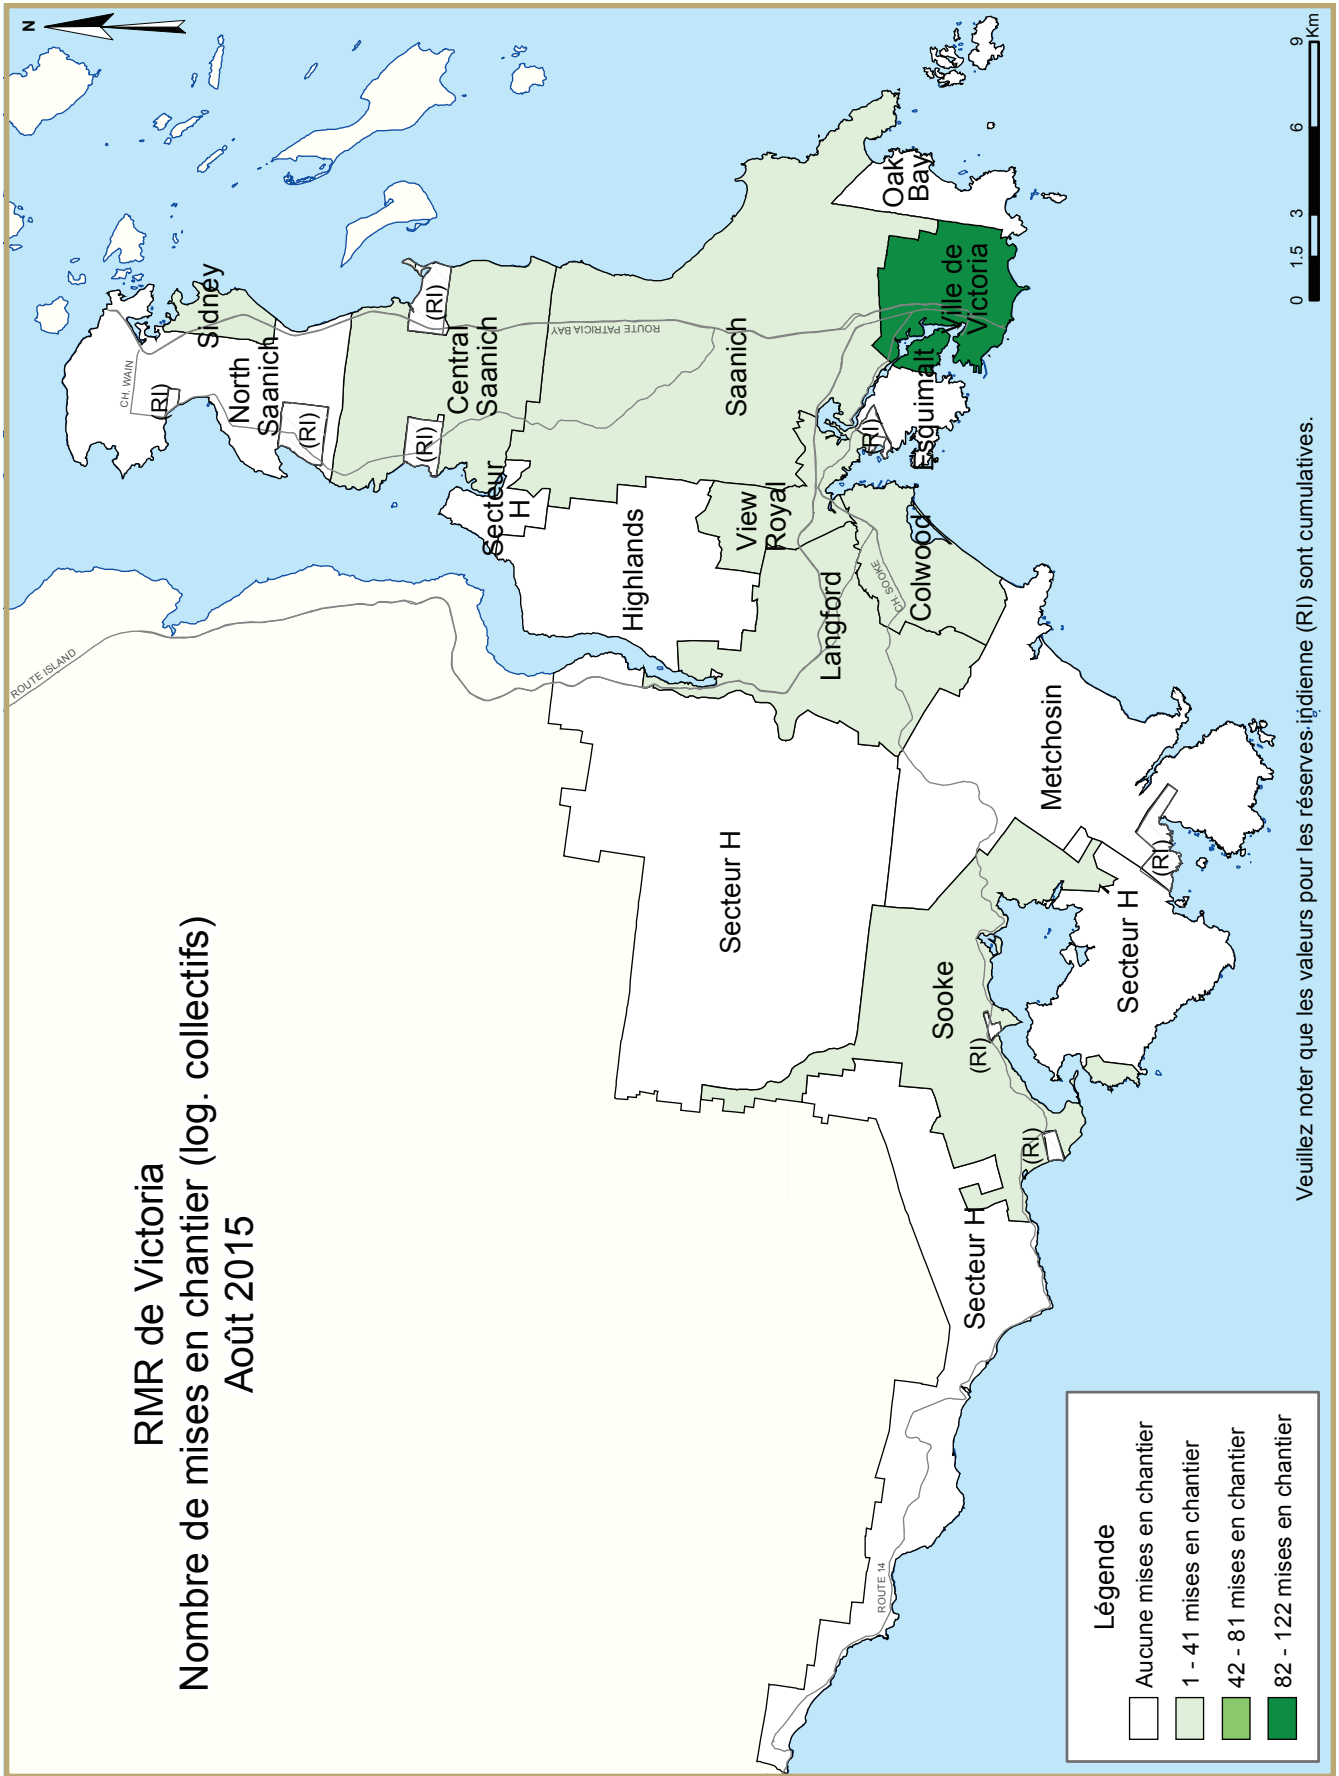 RMR de Victoria
Nombre de mises en chantier (log. collectifs)
Août 2015
N
ROUTE ISLAND
CH. WAIN
(RI)
Sidney
North
Saanich
(RI)
(RI)
Central
Saanich
(RI)
Secteur
H
ROUTE PATRICIA BAY
Saanich
Highlands
View
Royal
Langford
CH. SOOKE
Colwood
(RI)
Esquimalt
Ville de
Victoria
Oak
Bay
Secteur H
Metchosin
(RI)
Secteur H
Sooke
(RI)
(RI)
Secteur H
ROUTE 14
Légende
Aucune mises en chantier
1 - 41 mises en chantier
42 - 81 mises en chantier
82 - 122 mises en chantier
0 1.5 3 6 9
Km
Veuillez noter que les valeurs pour les réserves indienne (RI) sont cumulatives.